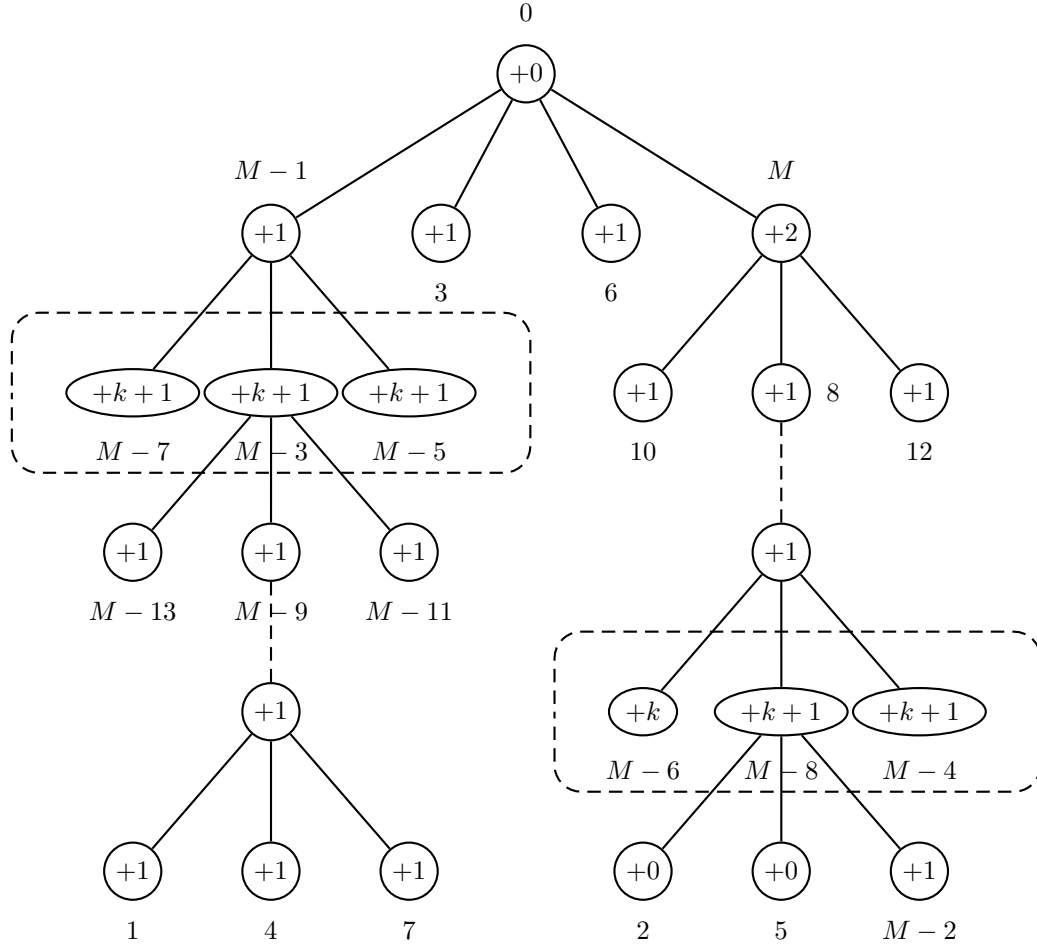 0
+0
M − 1
M
+1
+1
+1
+2
3
6
+k + 1
+k + 1
+k + 1
+1
+1
8
+1
M − 7
M − 3
M − 5
10
12
+1
+1
+1
+1
M − 13
M − 9
M − 11
+1
+k
+k + 1
+k + 1
M − 6
M − 8
M − 4
+1
+1
+1
+0
+0
+1
1
4
7
2
5
M − 2